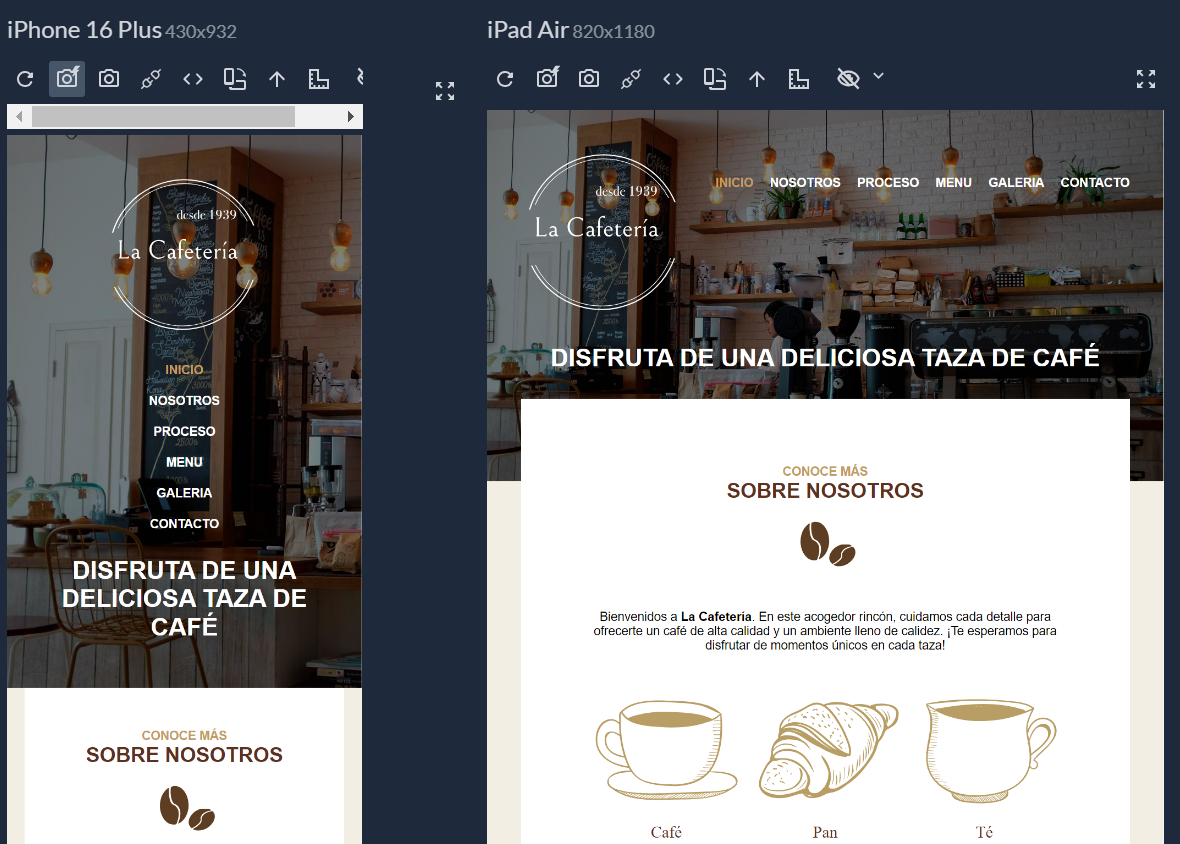 iPhone 16 Plus 430x932
desde 1939
La Cafetería
INICIO
NOSOTROS
PROCESO
MENU
GALERIA
CONTACTO
DISFRUTA DE UNA
DELICIOSA TAZA DE
CAFÉ
CONOCE MÁS
SOBRE NOSOTROS
iPad Air 820x1180
desde 1939
La Cafetería
INICIO NOSOTROS PROCESO MENU GALERIA CONTACTO
DISFRUTA DE UNA DELICIOSA TAZA DE CAFÉ
CONOCE MÁS
SOBRE NOSOTROS
Bienvenidos a La Cafetería. En este acogedor rincón, cuidamos cada detalle para
ofrecerte un café de alta calidad y un ambiente lleno de calidez. ¡Te esperamos para
disfrutar de momentos únicos en cada taza!
Café Pan Té